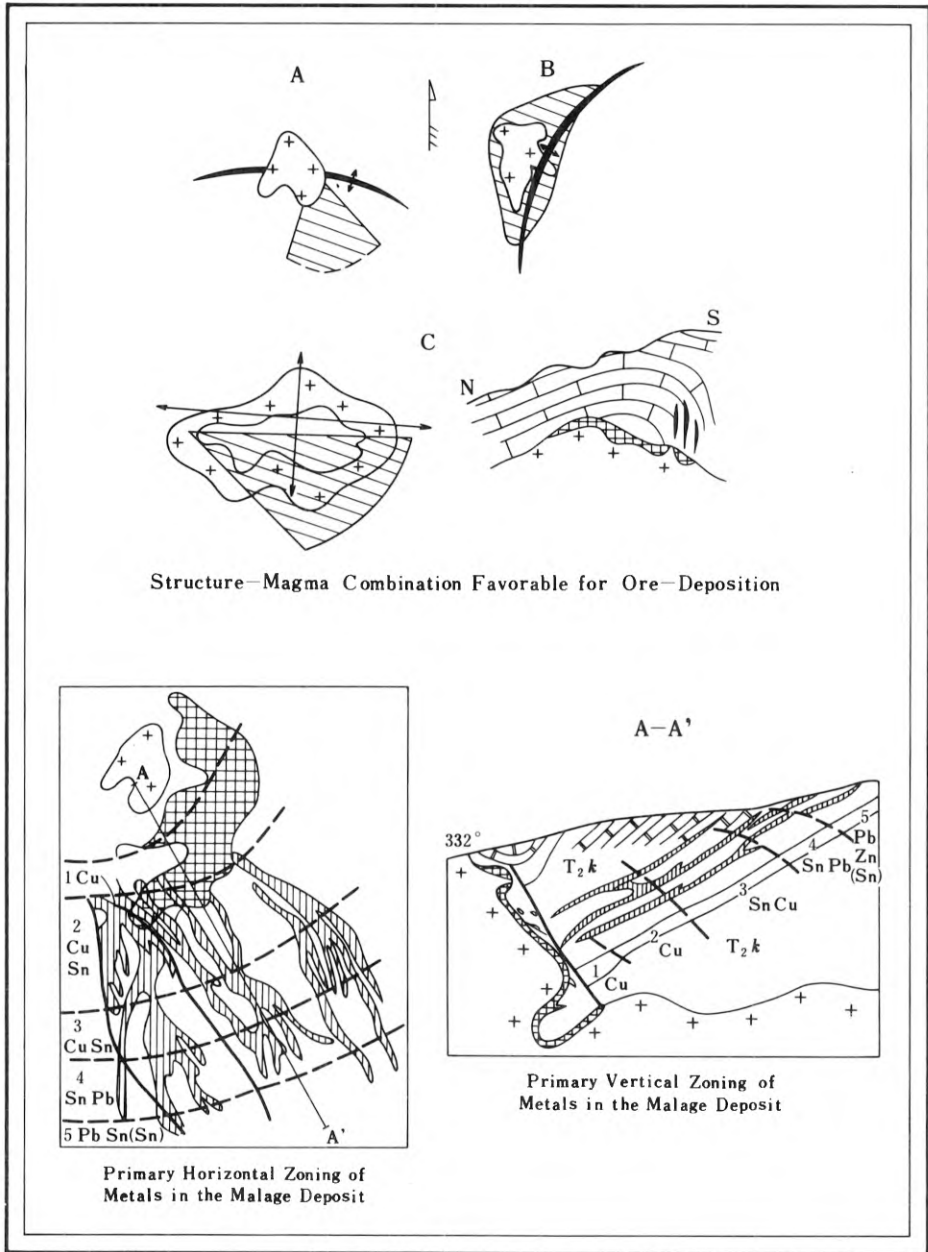 A
B
C
S
N
Structure—Magma Combination Favorable for Ore—Deposition
A
1 Cu
2
Cu
Sn
3
Cu Sn
4
Sn Pb
5 Pb Sn(Sn)
A'
Primary Horizontal Zoning of
Metals in the Malage Deposit
A—A'
332°
T₂k
5
Pb
Zn
(Sn)
4
Sn Pb
3
Sn Cu
2
Cu
T₂k
1
Cu
Primary Vertical Zoning of
Metals in the Malage Deposit